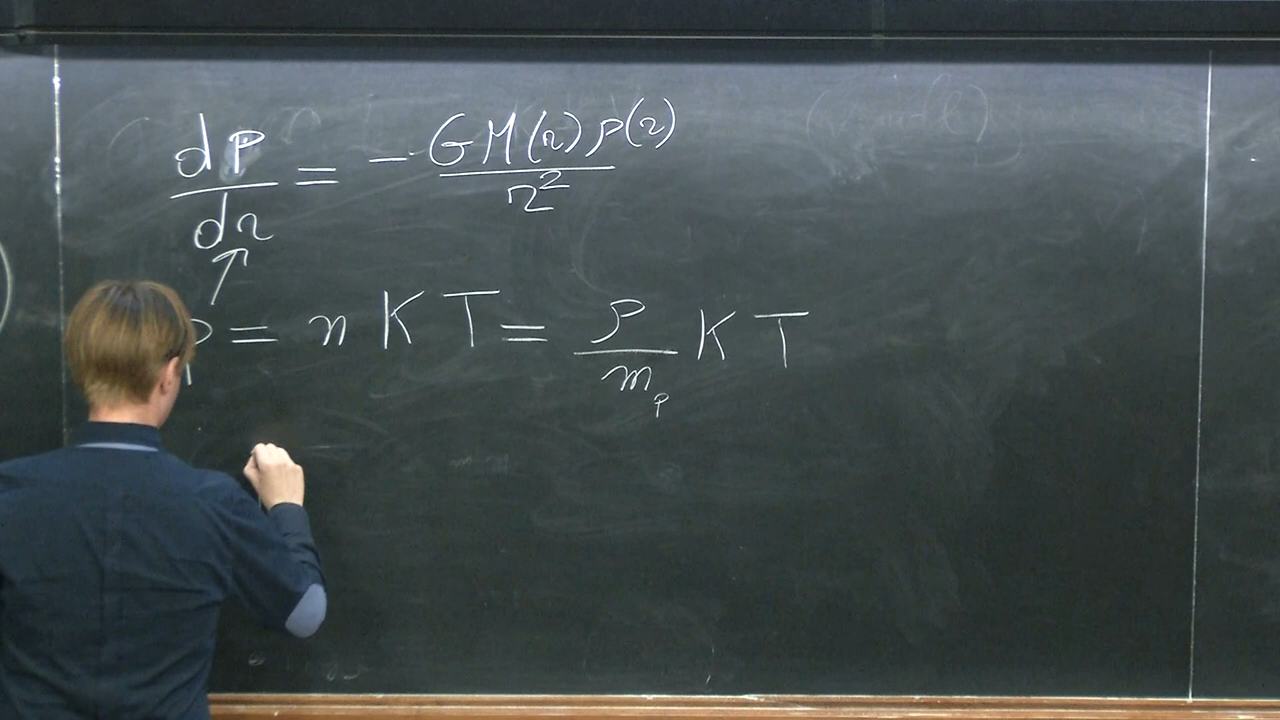 dP/dr = - GM(r)ρ(r)/r²
P = n K T = ρ/m_p K T